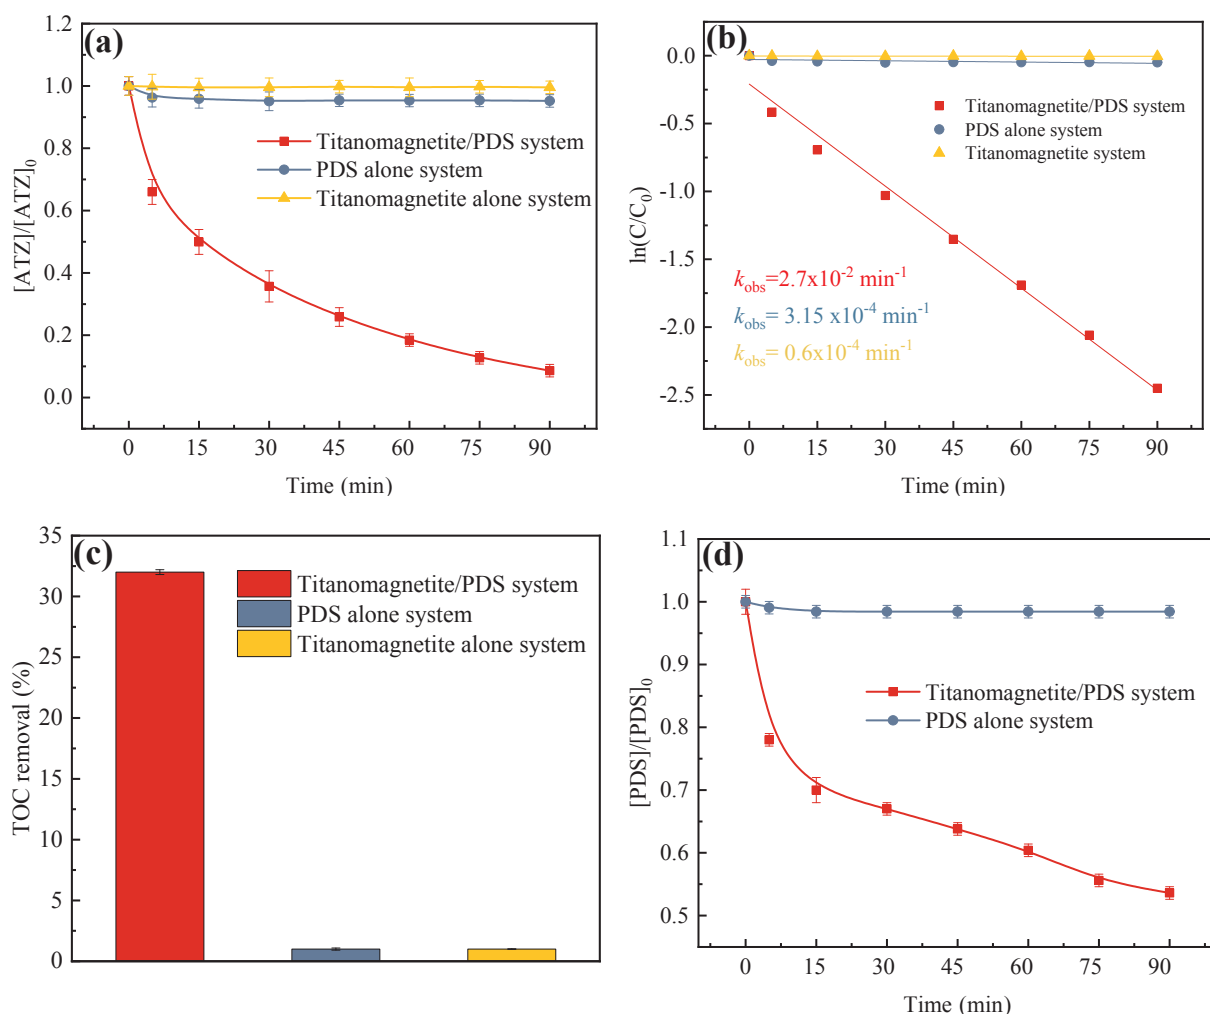 (a)
1.2
1.0
0.8
0.6
0.4
0.2
0.0
[ATZ]/[ATZ]₀
Titanomagnetite/PDS system
PDS alone system
Titanomagnetite alone system
0 15 30 45 60 75 90
Time (min)
(b)
0.0
-0.5
-1.0
-1.5
-2.0
-2.5
ln(C/C₀)
Titanomagnetite/PDS system
PDS alone system
Titanomagnetite system
k_obs=2.7x10⁻² min⁻¹
k_obs= 3.15 x10⁻⁴ min⁻¹
k_obs= 0.6x10⁻⁴ min⁻¹
0 15 30 45 60 75 90
Time (min)
(c)
35
30
25
20
15
10
5
0
TOC removal (%)
Titanomagnetite/PDS system
PDS alone system
Titanomagnetite alone system
(d)
1.1
1.0
0.9
0.8
0.7
0.6
0.5
[PDS]/[PDS]₀
Titanomagnetite/PDS system
PDS alone system
0 15 30 45 60 75 90
Time (min)